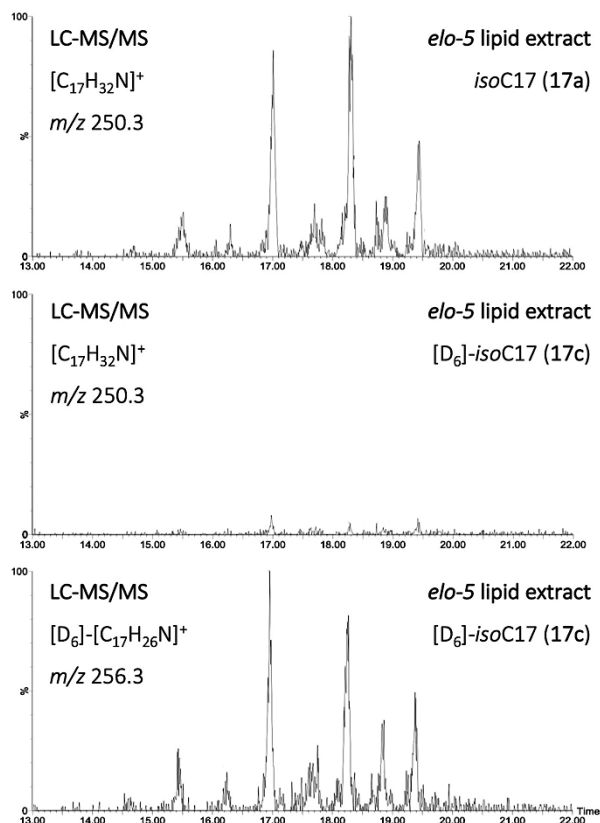 100
LC-MS/MS
elo-5 lipid extract
[C₁₇H₃₂N]⁺
isoC17 (17a)
m/z 250.3
%
0
13.00 14.00 15.00 16.00 17.00 18.00 19.00 20.00 21.00 22.00
100
LC-MS/MS
elo-5 lipid extract
[C₁₇H₃₂N]⁺
[D₆]-isoC17 (17c)
m/z 250.3
%
0
13.00 14.00 15.00 16.00 17.00 18.00 19.00 20.00 21.00 22.00
100
LC-MS/MS
elo-5 lipid extract
[D₆]-[C₁₇H₂₆N]⁺
[D₆]-isoC17 (17c)
m/z 256.3
%
0
Time
13.00 14.00 15.00 16.00 17.00 18.00 19.00 20.00 21.00 22.00